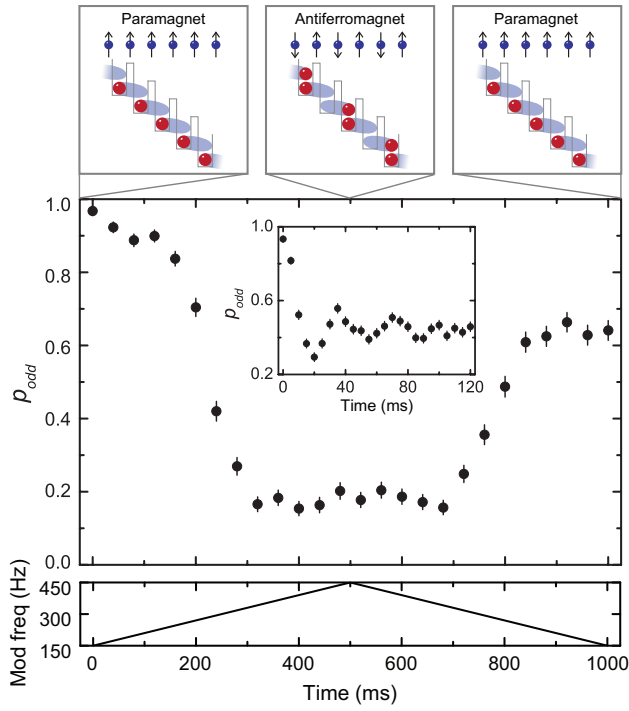 Paramagnet Antiferromagnet Paramagnet
1.0
0.8
0.6
0.4
0.2
0.0
p_odd
1.0
0.6
0.2
p_odd
0 40 80 120
Time (ms)
450
300
150
Mod freq (Hz)
0 200 400 600 800 1000
Time (ms)